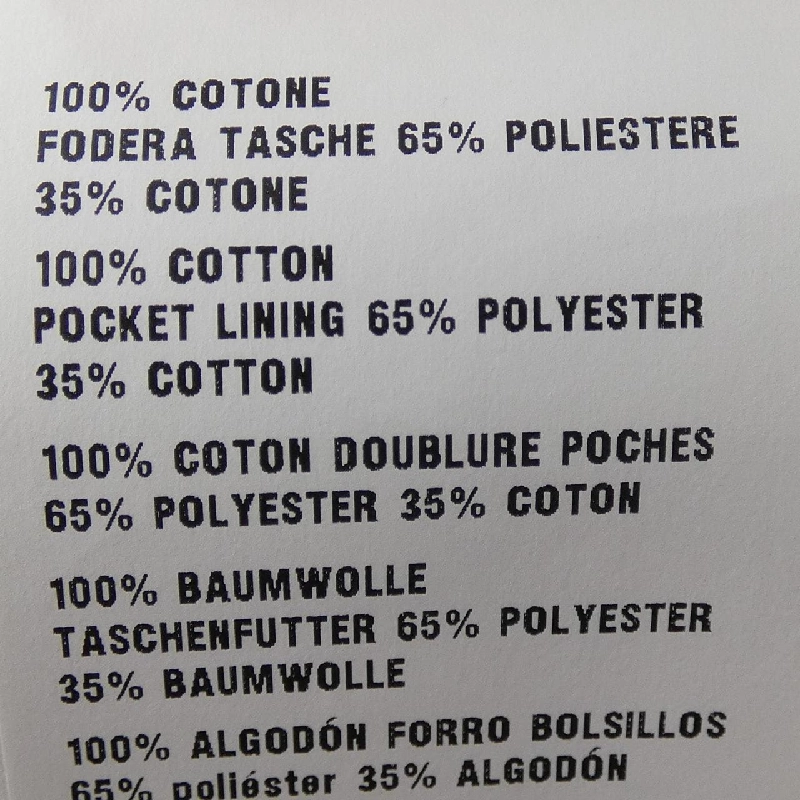 100% COTONE
FODERA TASCHE 65% POLIESTERE
35% COTONE
100% COTTON
POCKET LINING 65% POLYESTER
35% COTTON
100% COTON DOUBLURE POCHES
65% POLYESTER 35% COTON
100% BAUMWOLLE
TASCHENFUTTER 65% POLYESTER
35% BAUMWOLLE
100% ALGODÓN FORRO BOLSILLOS
65% poliéster 35% ALGODÓN